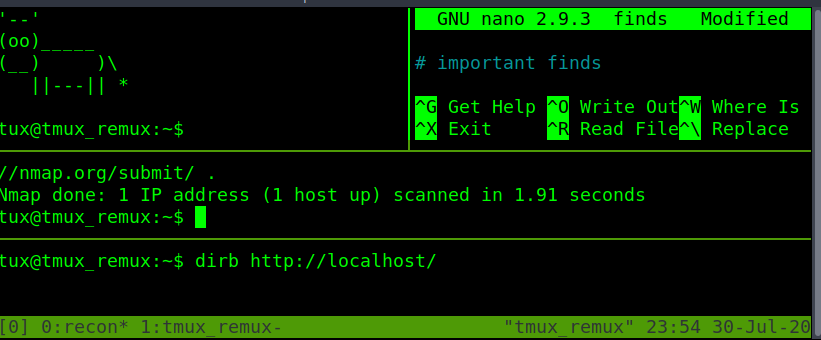 '--'
(oo)_____
(__)     )\
   ||---|| *
tux@tmux_remux:~$
GNU nano 2.9.3  finds   Modified
# important finds
^G Get Help ^O Write Out^W Where Is
^X Exit     ^R Read File^\ Replace
//nmap.org/submit/ .
Nmap done: 1 IP address (1 host up) scanned in 1.91 seconds
tux@tmux_remux:~$
tux@tmux_remux:~$ dirb http://localhost/
[0] 0:recon* 1:tmux_remux-                    "tmux_remux" 23:54 30-Jul-20